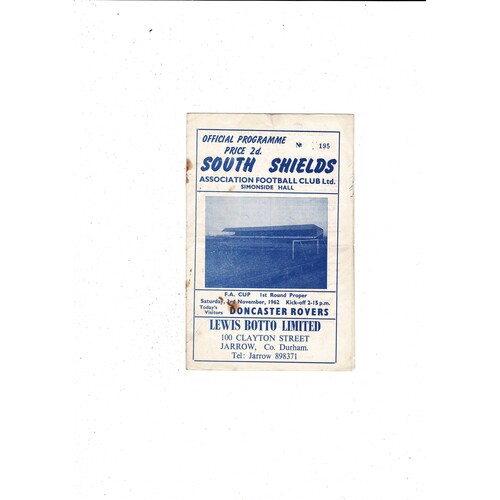 OFFICIAL PROGRAMME
PRICE 2d.
№ 195
SOUTH SHIELDS
ASSOCIATION FOOTBALL CLUB Ltd.
SIMONSIDE HALL
F.A. CUP 1st Round Proper
Saturday, 3rd November, 1962 Kick-off 2-15 p.m.
Today's Visitors DONCASTER ROVERS
LEWIS BOTTO LIMITED
100 CLAYTON STREET
JARROW, Co. Durham.
Tel: Jarrow 898371